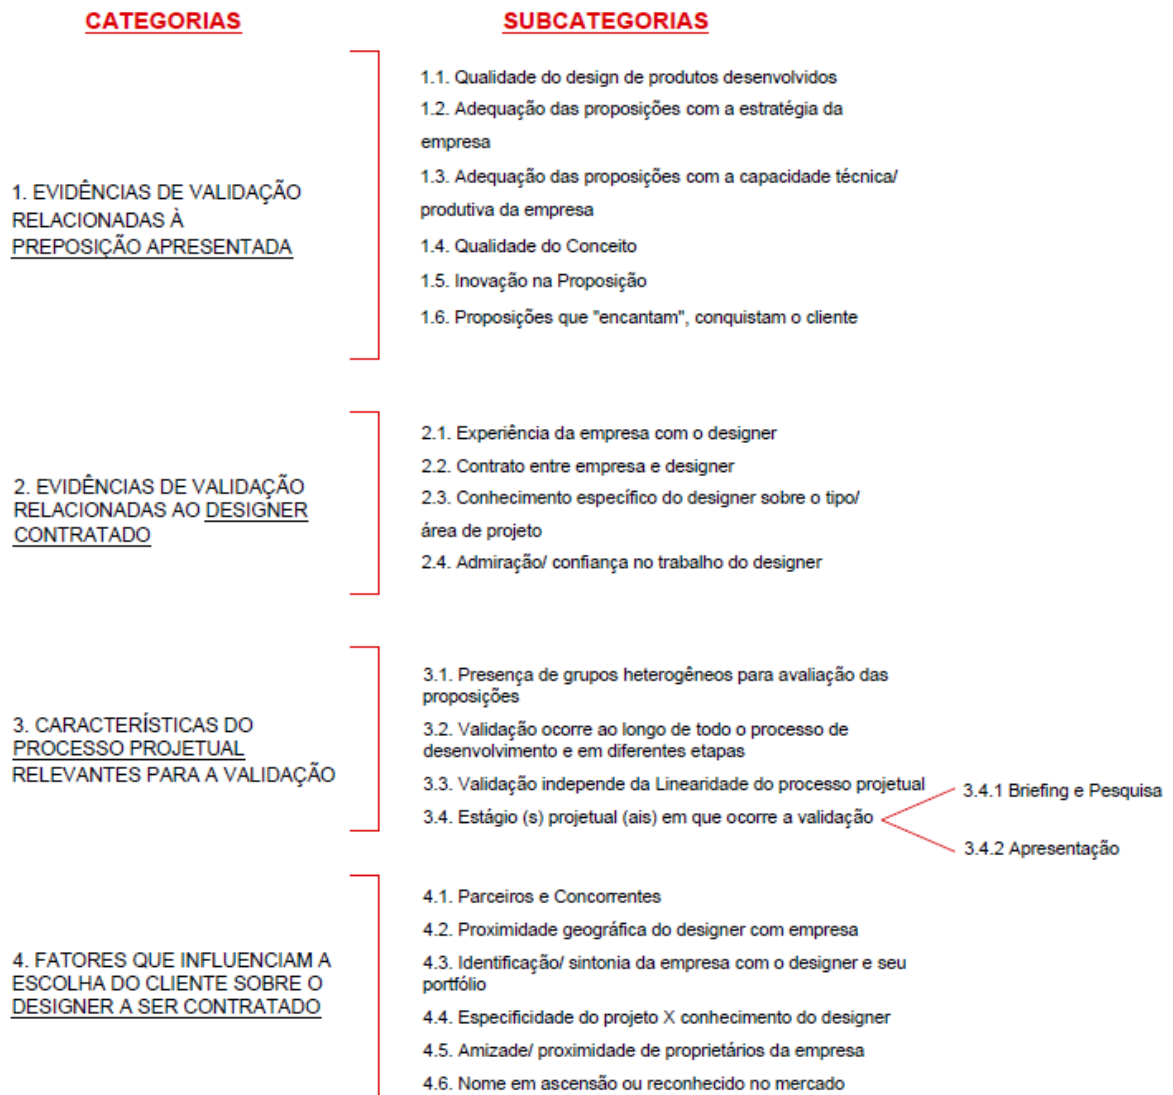 CATEGORIAS
SUBCATEGORIAS
1. EVIDÊNCIAS DE VALIDAÇÃO
RELACIONADAS À
PREPOSIÇÃO APRESENTADA
1.1. Qualidade do design de produtos desenvolvidos
1.2. Adequação das proposições com a estratégia da
empresa
1.3. Adequação das proposições com a capacidade técnica/
produtiva da empresa
1.4. Qualidade do Conceito
1.5. Inovação na Proposição
1.6. Proposições que "encantam", conquistam o cliente
2. EVIDÊNCIAS DE VALIDAÇÃO
RELACIONADAS AO DESIGNER
CONTRATADO
2.1. Experiência da empresa com o designer
2.2. Contrato entre empresa e designer
2.3. Conhecimento específico do designer sobre o tipo/
área de projeto
2.4. Admiração/ confiança no trabalho do designer
3. CARACTERÍSTICAS DO
PROCESSO PROJETUAL
RELEVANTES PARA A VALIDAÇÃO
3.1. Presença de grupos heterogêneos para avaliação das
proposições
3.2. Validação ocorre ao longo de todo o processo de
desenvolvimento e em diferentes etapas
3.3. Validação independe da Linearidade do processo projetual
3.4. Estágio (s) projetual (ais) em que ocorre a validação
3.4.1 Briefing e Pesquisa
3.4.2 Apresentação
4. FATORES QUE INFLUENCIAM A
ESCOLHA DO CLIENTE SOBRE O
DESIGNER A SER CONTRATADO
4.1. Parceiros e Concorrentes
4.2. Proximidade geográfica do designer com empresa
4.3. Identificação/ sintonia da empresa com o designer e seu
portfólio
4.4. Especificidade do projeto X conhecimento do designer
4.5. Amizade/ proximidade de proprietários da empresa
4.6. Nome em ascensão ou reconhecido no mercado